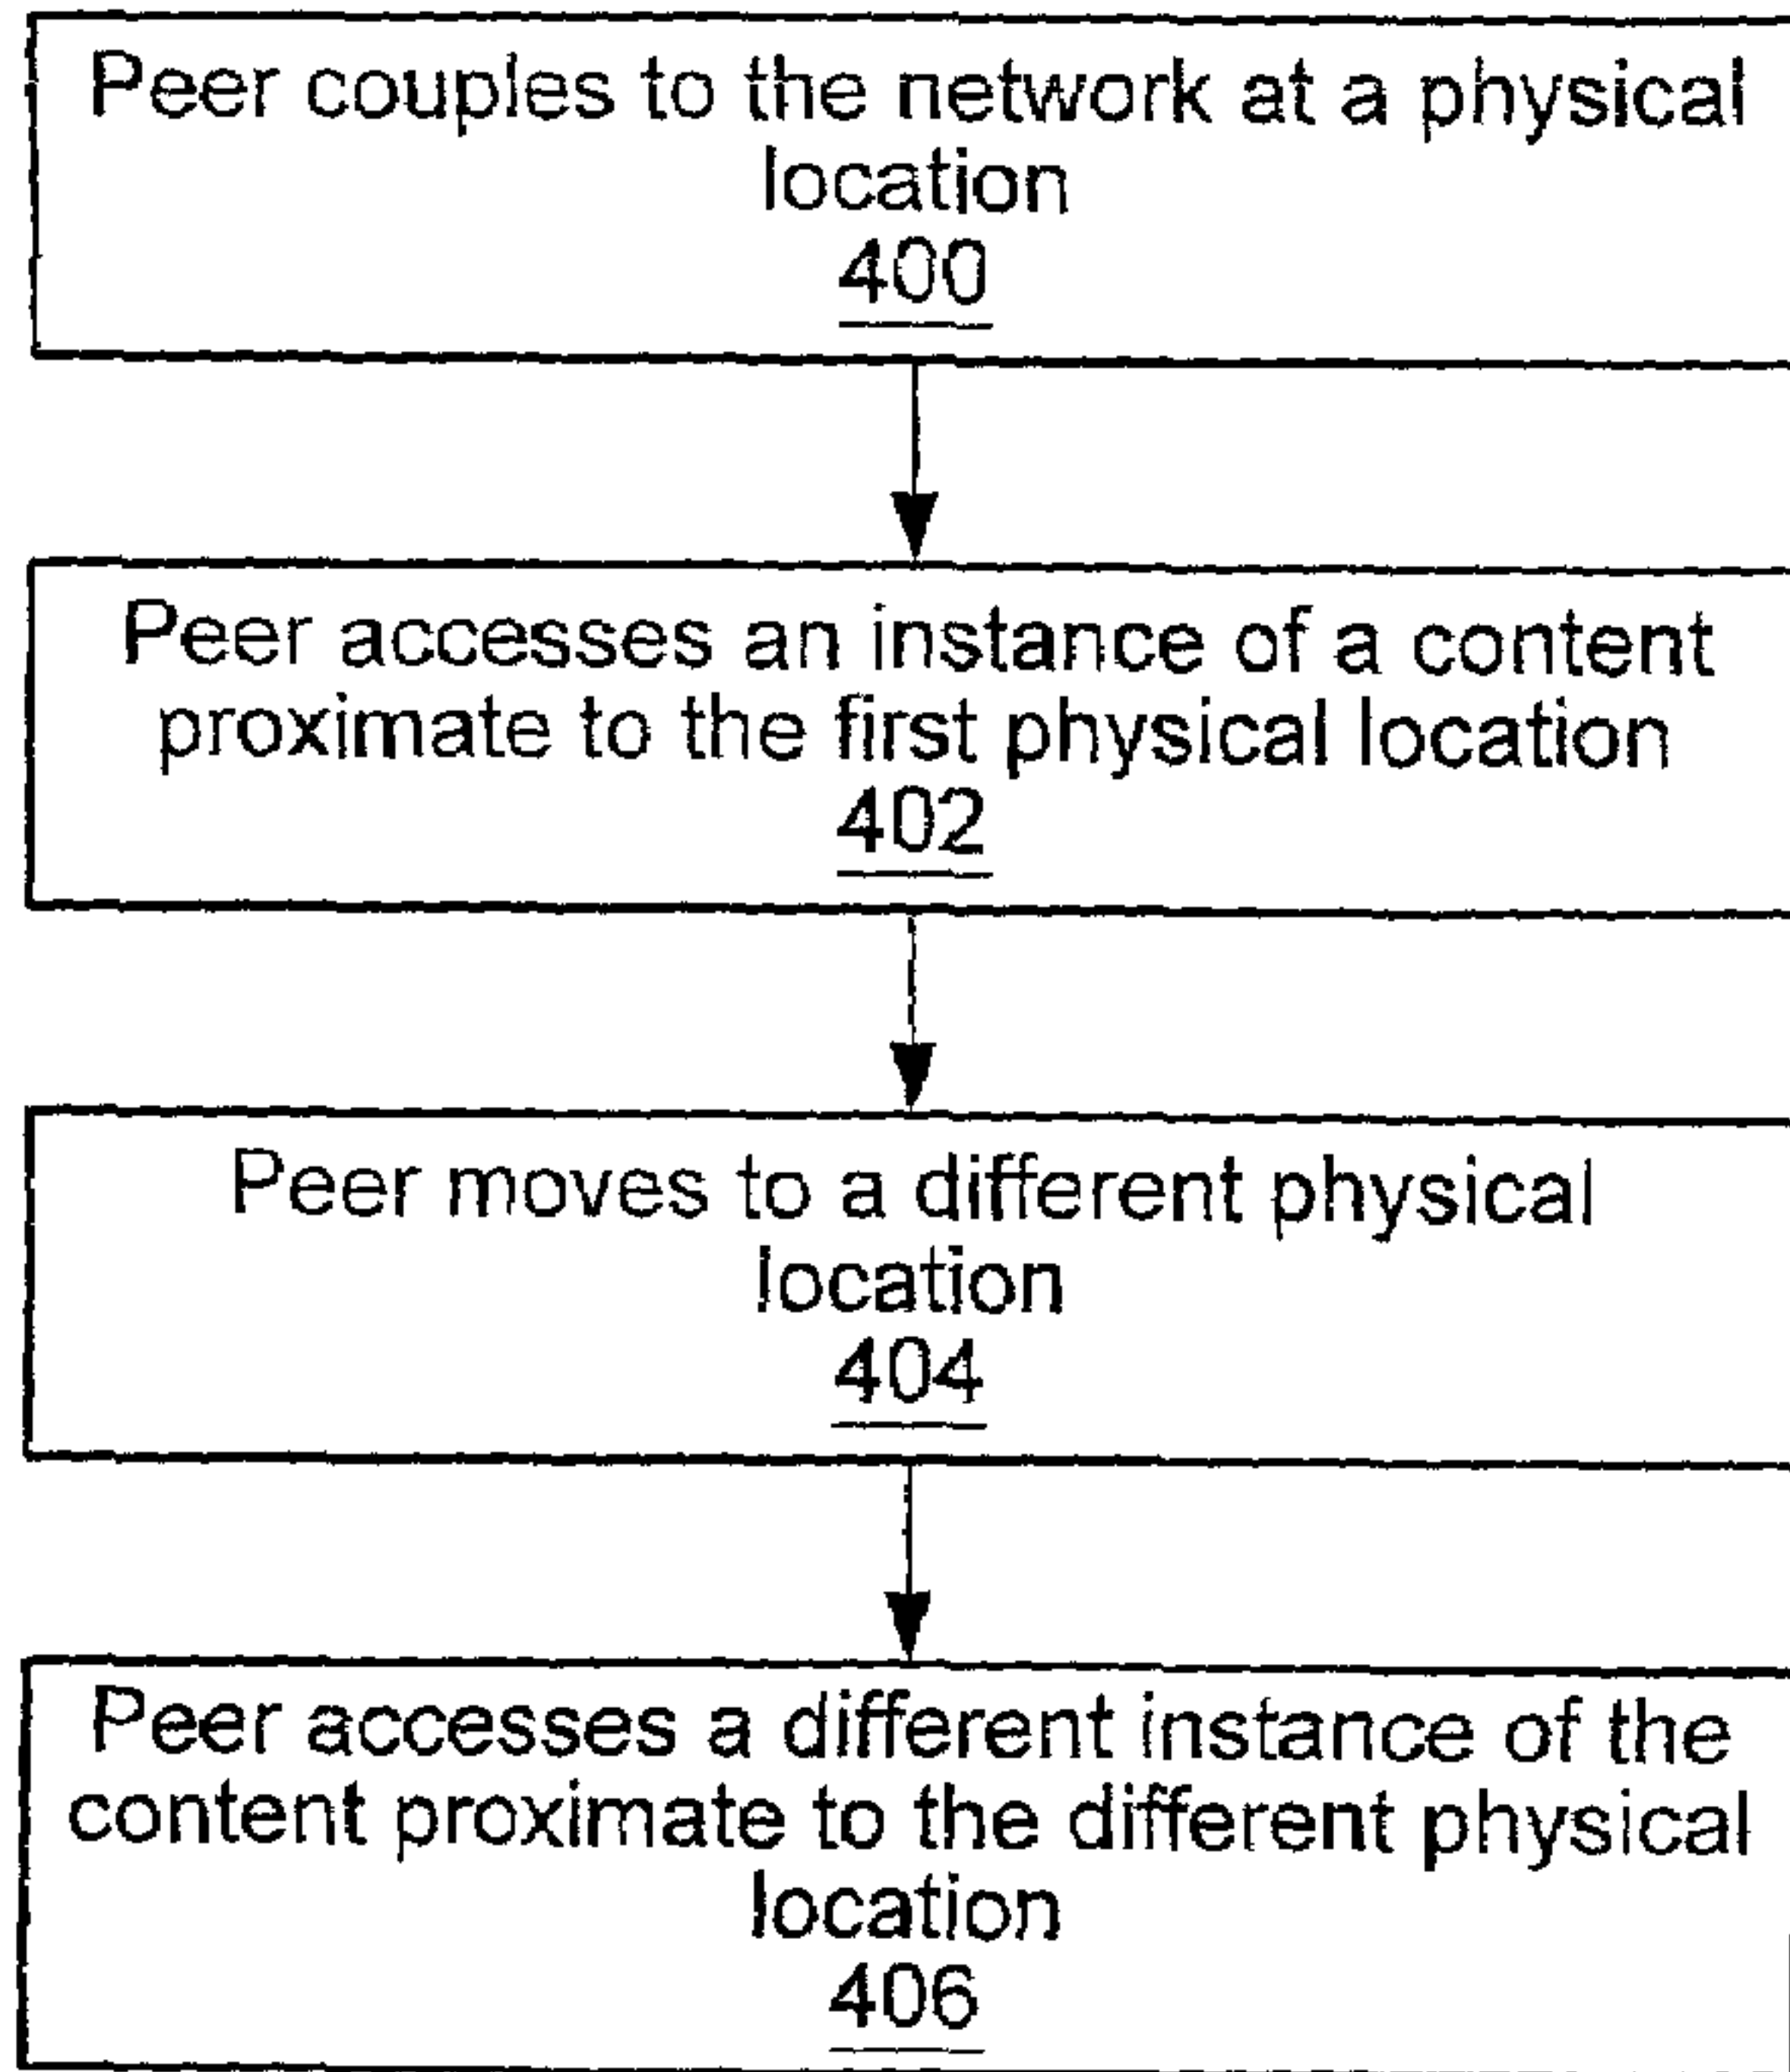 Peer couples to the network at a physical
location
400
Peer accesses an instance of a content
proximate to the first physical location
402
Peer moves to a different physical
location
404
Peer accesses a different instance of the
content proximate to the different physical
location
406